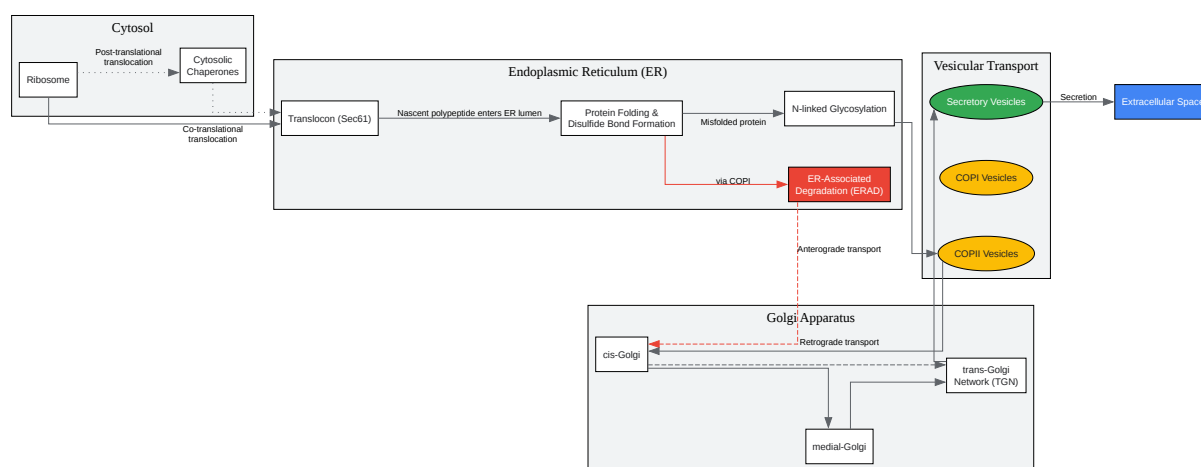 Cytosol
Post-translational
translocation
Cytosolic
Chaperones
Ribosome
Co-translational
translocation
Endoplasmic Reticulum (ER)
Translocon (Sec61)
Nascent polypeptide enters ER lumen
Protein Folding &
Disulfide Bond Formation
Misfolded protein
N-linked Glycosylation
via COPI
ER-Associated
Degradation (ERAD)
Vesicular Transport
Secretory Vesicles
Secretion
Extracellular Space
COPI Vesicles
COPII Vesicles
Anterograde transport
Golgi Apparatus
cis-Golgi
Retrograde transport
trans-Golgi
Network (TGN)
medial-Golgi